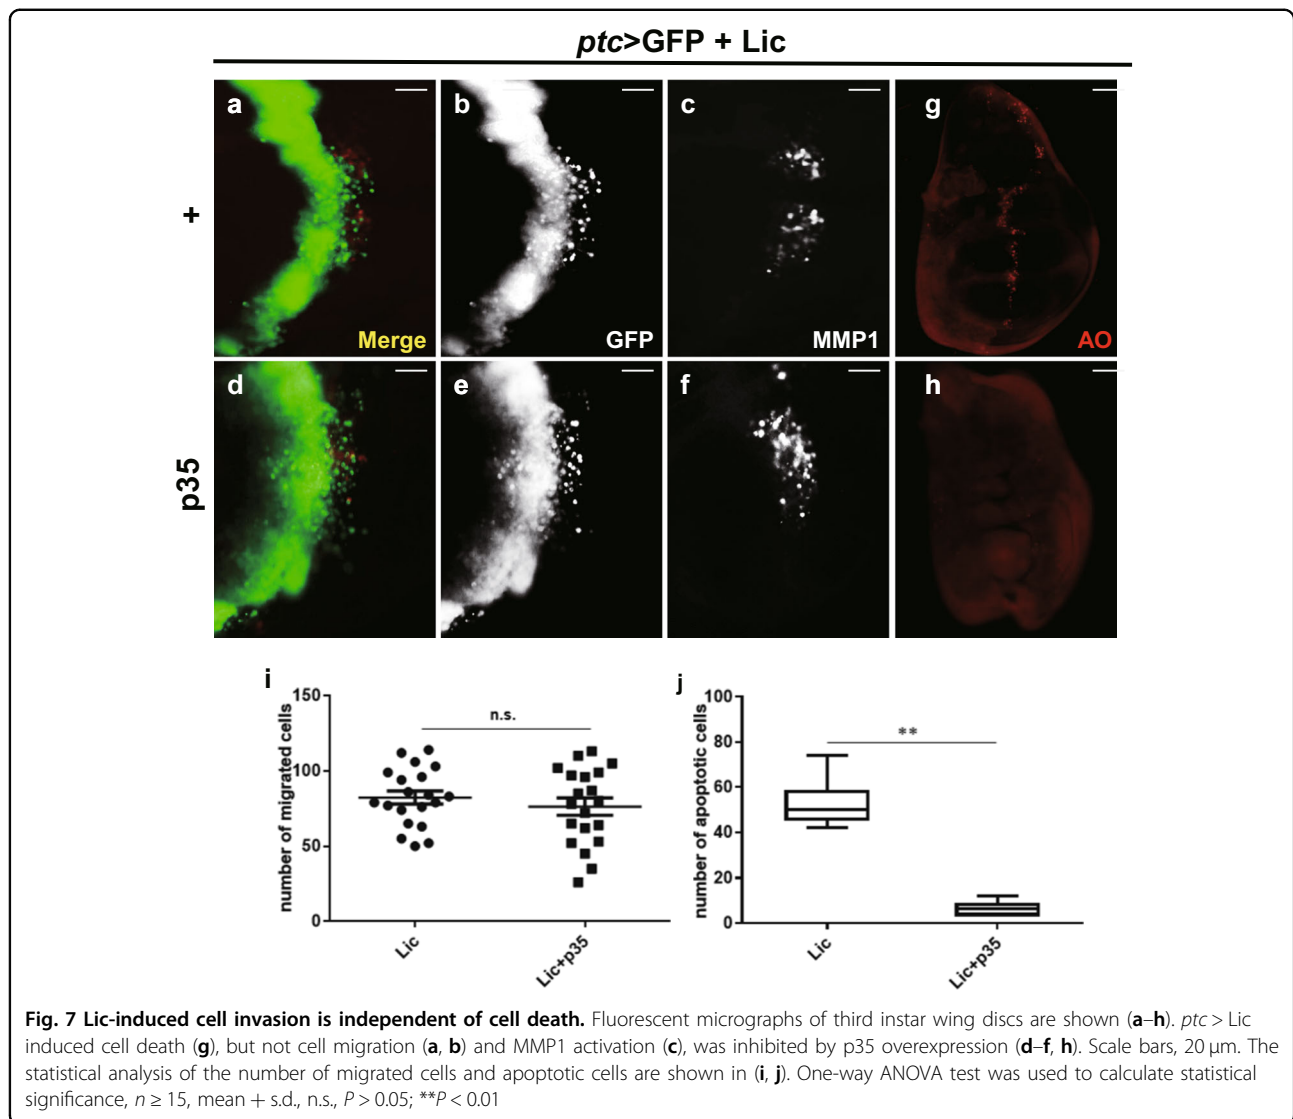 ptc>GFP + Lic
a
b
c
g
+
Merge
GFP
MMP1
AO
d
e
f
h
p35
i
150
100
50
0
number of migrated cells
n.s.
Lic
Lic+p35
j
100
80
60
40
20
0
number of apoptotic cells
**
Lic
Lic+p35
Fig. 7 Lic-induced cell invasion is independent of cell death. Fluorescent micrographs of third instar wing discs are shown (a–h). ptc > Lic
induced cell death (g), but not cell migration (a, b) and MMP1 activation (c), was inhibited by p35 overexpression (d–f, h). Scale bars, 20 µm. The
statistical analysis of the number of migrated cells and apoptotic cells are shown in (i, j). One-way ANOVA test was used to calculate statistical
significance, n ≥ 15, mean + s.d., n.s., P > 0.05; **P < 0.01